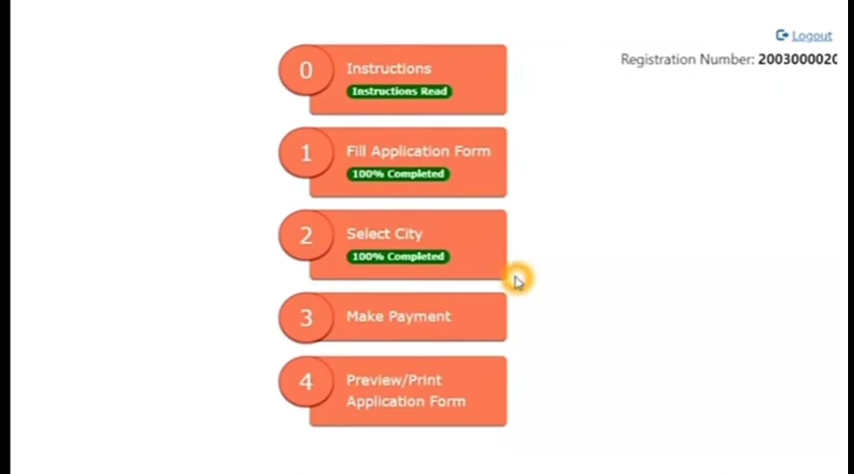 Logout
Registration Number: 2003000020
0
Instructions
Instructions Read
1
Fill Application Form
100% Completed
2
Select City
100% Completed
3
Make Payment
4
Preview/Print
Application Form